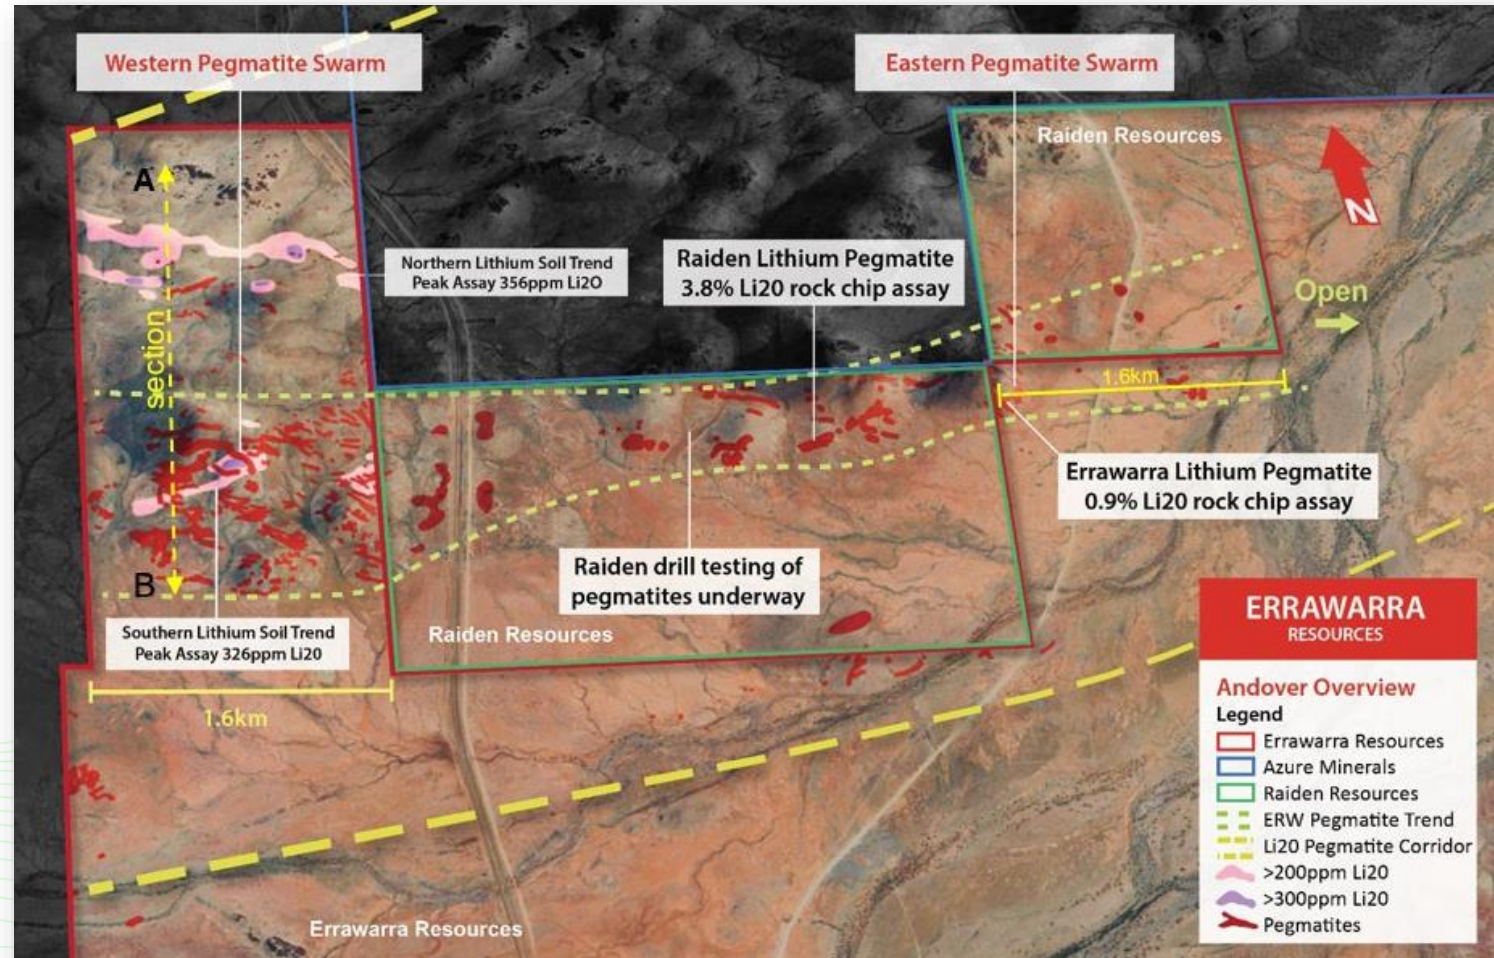 Western Pegmatite Swarm
Eastern Pegmatite Swarm
Raiden Resources
A
N
Northern Lithium Soil Trend
Peak Assay 356ppm Li2O
Raiden Lithium Pegmatite
3.8% Li20 rock chip assay
Open
section
1.6km
Errawarra Lithium Pegmatite
0.9% Li20 rock chip assay
Raiden drill testing of
pegmatites underway
B
Southern Lithium Soil Trend
Peak Assay 326ppm Li20
Raiden Resources
1.6km
Errawarra Resources
ERRAWARRA
RESOURCES
Andover Overview
Legend
Errawarra Resources
Azure Minerals
Raiden Resources
ERW Pegmatite Trend
Li20 Pegmatite Corridor
>200ppm Li20
>300ppm Li20
Pegmatites